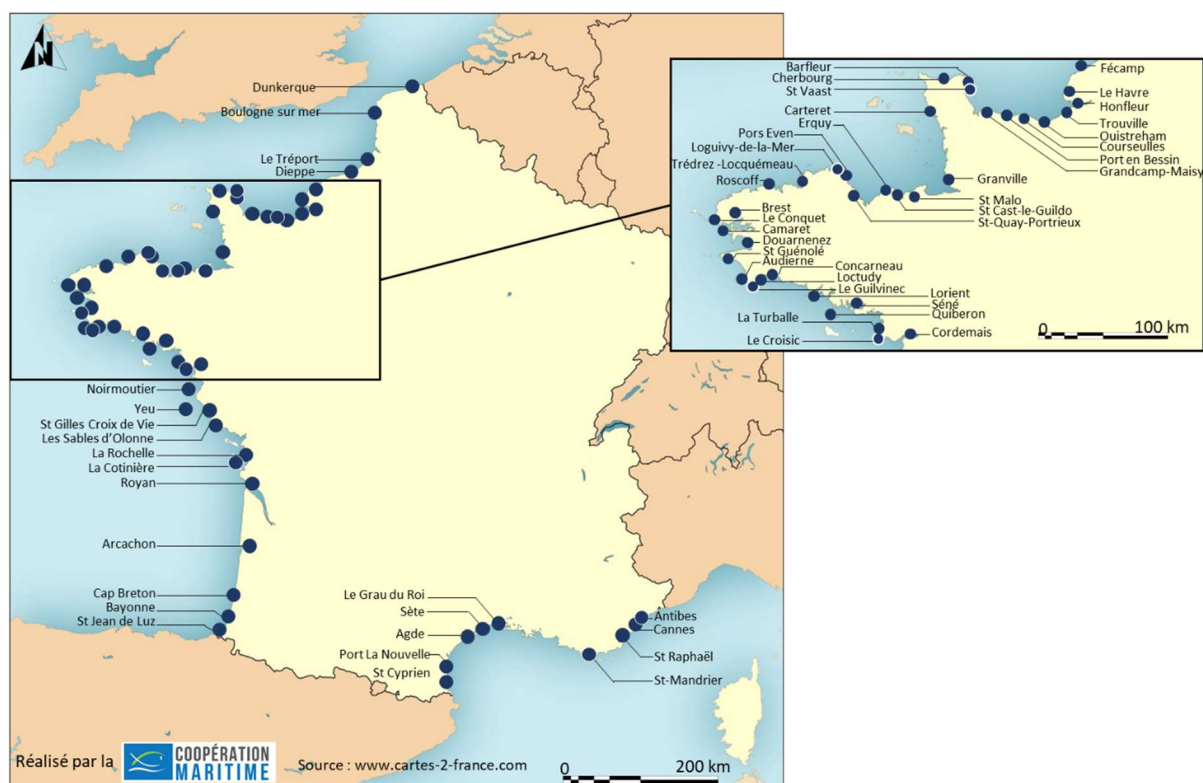 N
Dunkerque
Boulogne sur mer
Le Tréport
Dieppe
Noirmoutier
Yeu
St Gilles Croix de Vie
Les Sables d'Olonne
La Rochelle
La Cotinière
Royan
Arcachon
Cap Breton
Bayonne
St Jean de Luz
Le Grau du Roi
Sète
Agde
Port La Nouvelle
St Cyprien
Antibes
Cannes
St Raphaël
St-Mandrier
Barfleur
Cherbourg
St Vaast
Carteret
Erquy
Pors Even
Loguivy-de-la-Mer
Trédrez -Locquémeau
Roscoff
Fécamp
Le Havre
Honfleur
Trouville
Ouistreham
Courseulles
Port en Bessin
Grandcamp-Maisy
Granville
St Malo
St Cast-le-Guildo
St-Quay-Portrieux
Brest
Le Conquet
Camaret
Douarnenez
St Guénolé
Audierne
Concarneau
Loctudy
Le Guilvinec
Lorient
Séné
Quiberon
La Turballe
Le Croisic
Cordemais
0 100 km
Réalisé par la
COOPÉRATION
MARITIME
Source : www.cartes-2-france.com
0 200 km